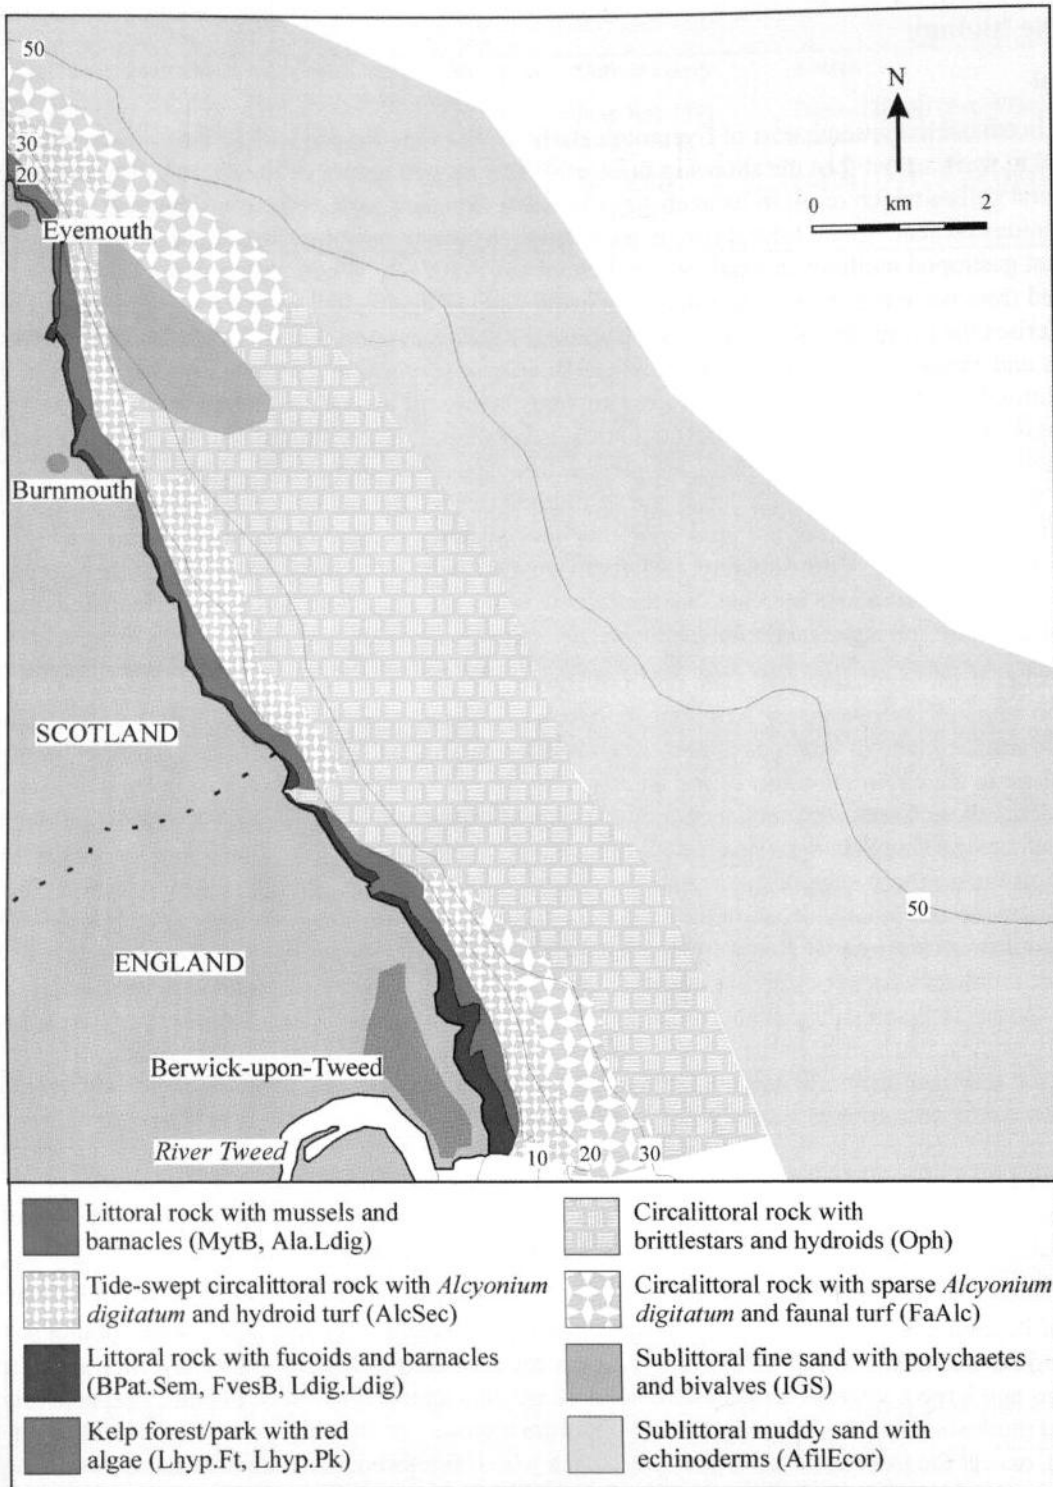 50
N
30
20
0 km 2
Eyemouth
Burnmouth
SCOTLAND
50
ENGLAND
Berwick-upon-Tweed
River Tweed
10 20 30
Littoral rock with mussels and
barnacles (MytB, Ala.Ldig)
Tide-swept circalittoral rock with Alcyonium
digitatum and hydroid turf (AlcSec)
Littoral rock with fucoids and barnacles
(BPat.Sem, FvesB, Ldig.Ldig)
Kelp forest/park with red
algae (Lhyp.Ft, Lhyp.Pk)
Circalittoral rock with
brittlestars and hydroids (Oph)
Circalittoral rock with sparse Alcyonium
digitatum and faunal turf (FaAlc)
Sublittoral fine sand with polychaetes
and bivalves (IGS)
Sublittoral muddy sand with
echinoderms (AfilEcor)